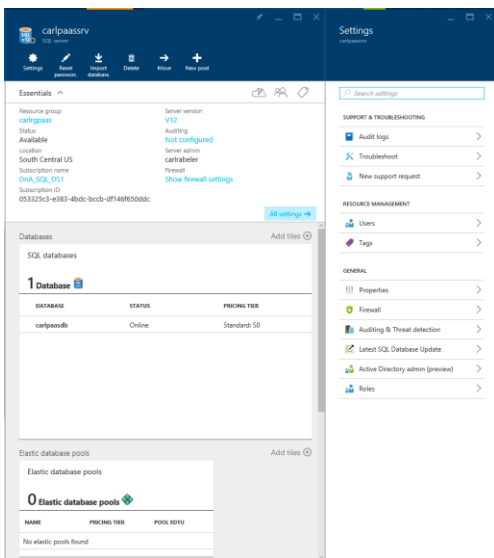 carlpaassrv
SQL server
Settings
Reset password.
Import database
Delete
Move
New pool
Essentials
Resource group
carlrgpaas
Status
Available
Location
South Central US
Subscription name
OnA_SQL_DS1
Subscription ID
053325c3-e383-4bdc-bccb-df146f650ddc
Server version
V12
Auditing
Not configured
Server admin
carlrabeler
Firewall
Show firewall settings
All settings →
Databases
Add tiles
SQL databases
1 Database
DATABASE STATUS PRICING TIER
carlpaasdb Online Standard: S0
Elastic database pools
Add tiles
Elastic database pools
0 Elastic database pools
NAME PRICING TIER POOL EDTU
No elastic pools found
Settings
carlpaassrv
Search settings
SUPPORT & TROUBLESHOOTING
Audit logs
Troubleshoot
New support request
RESOURCE MANAGEMENT
Users
Tags
GENERAL
Properties
Firewall
Auditing & Threat detection
Latest SQL Database Update
Active Directory admin (preview)
Roles